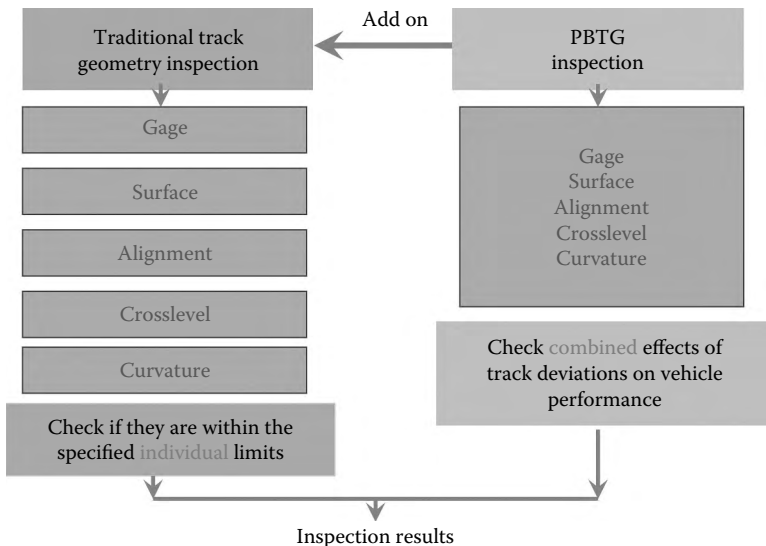 Traditional track
geometry inspection
Add on
PBTG
inspection
Gage
Surface
Alignment
Crosslevel
Curvature
Check if they are within the
specified individual limits
Gage
Surface
Alignment
Crosslevel
Curvature
Check combined effects of
track deviations on vehicle
performance
Inspection results